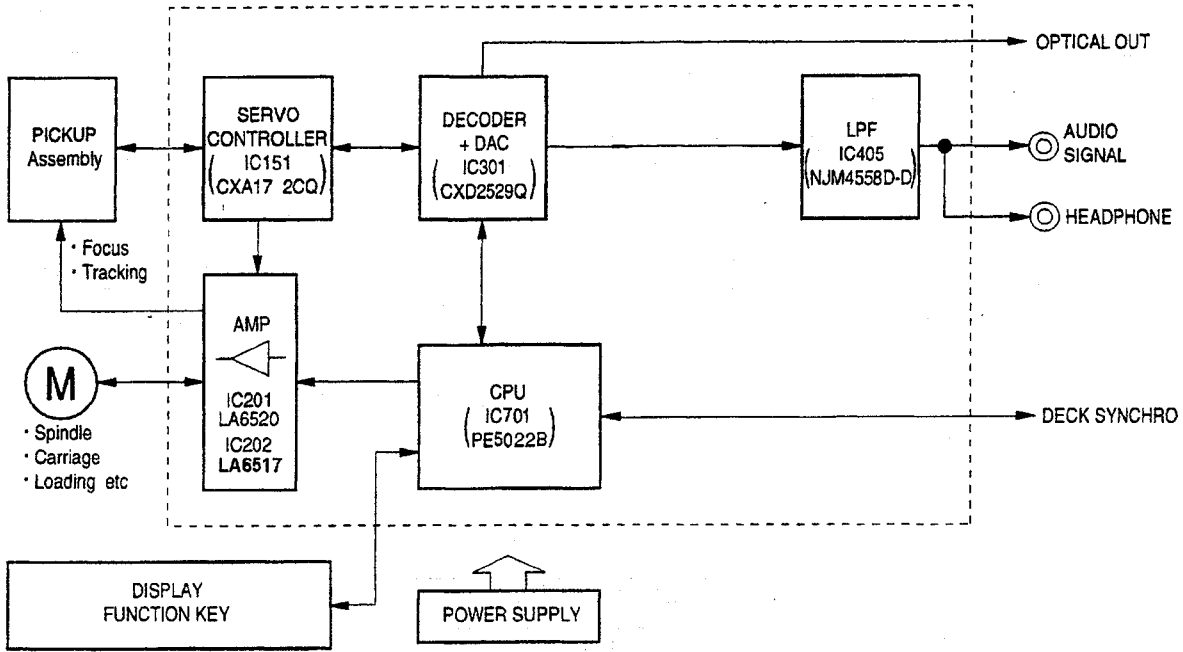 OPTICAL OUT
PICKUP
Assembly
SERVO
CONTROLLER
IC151
(CXA17 2CQ)
DECODER
+ DAC
IC301
(CXD2529Q)
LPF
IC405
(NJM4558D-D)
AUDIO
SIGNAL
HEADPHONE
· Focus
· Tracking
AMP
IC201
LA6520
IC202
LA6517
M
· Spindle
· Carriage
· Loading etc
CPU
(IC701
PE5022B)
DECK SYNCHRO
DISPLAY
FUNCTION KEY
POWER SUPPLY